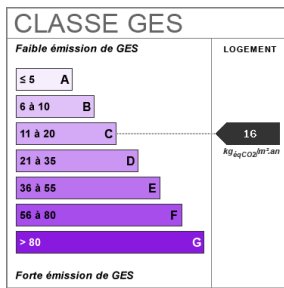 CLASSE GES
Faible émission de GES
LOGEMENT
≤ 5 A
6 à 10 B
11 à 20 C
16
kgéqCO2/m².an
21 à 35 D
36 à 55 E
56 à 80 F
> 80 G
Forte émission de GES